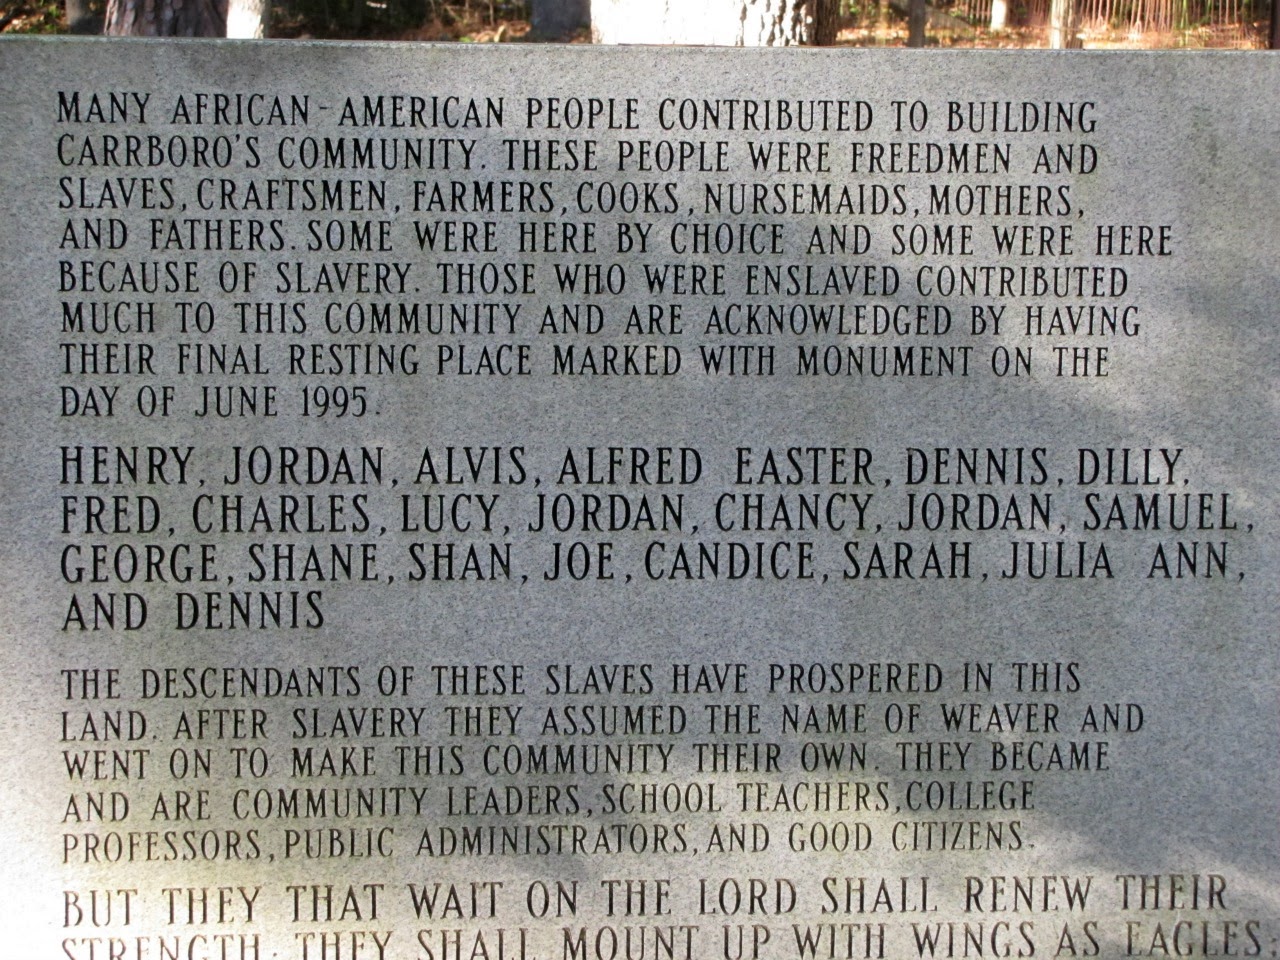 MANY AFRICAN-AMERICAN PEOPLE CONTRIBUTED TO BUILDING
CARRBORO'S COMMUNITY. THESE PEOPLE WERE FREEDMEN AND
SLAVES, CRAFTSMEN, FARMERS, COOKS, NURSEMAIDS, MOTHERS,
AND FATHERS. SOME WERE HERE BY CHOICE AND SOME WERE HERE
BECAUSE OF SLAVERY. THOSE WHO WERE ENSLAVED CONTRIBUTED
MUCH TO THIS COMMUNITY AND ARE ACKNOWLEDGED BY HAVING
THEIR FINAL RESTING PLACE MARKED WITH MONUMENT ON THE
DAY OF JUNE 1995.
HENRY, JORDAN, ALVIS, ALFRED EASTER, DENNIS, DILLY,
FRED, CHARLES, LUCY, JORDAN, CHANCY, JORDAN, SAMUEL,
GEORGE, SHANE, SHAN, JOE, CANDICE, SARAH, JULIA ANN,
AND DENNIS
THE DESCENDANTS OF THESE SLAVES HAVE PROSPERED IN THIS
LAND. AFTER SLAVERY THEY ASSUMED THE NAME OF WEAVER AND
WENT ON TO MAKE THIS COMMUNITY THEIR OWN. THEY BECAME
AND ARE COMMUNITY LEADERS, SCHOOL TEACHERS, COLLEGE
PROFESSORS, PUBLIC ADMINISTRATORS, AND GOOD CITIZENS.
BUT THEY THAT WAIT ON THE LORD SHALL RENEW THEIR
STRENGTH; THEY SHALL MOUNT UP WITH WINGS AS EAGLES;